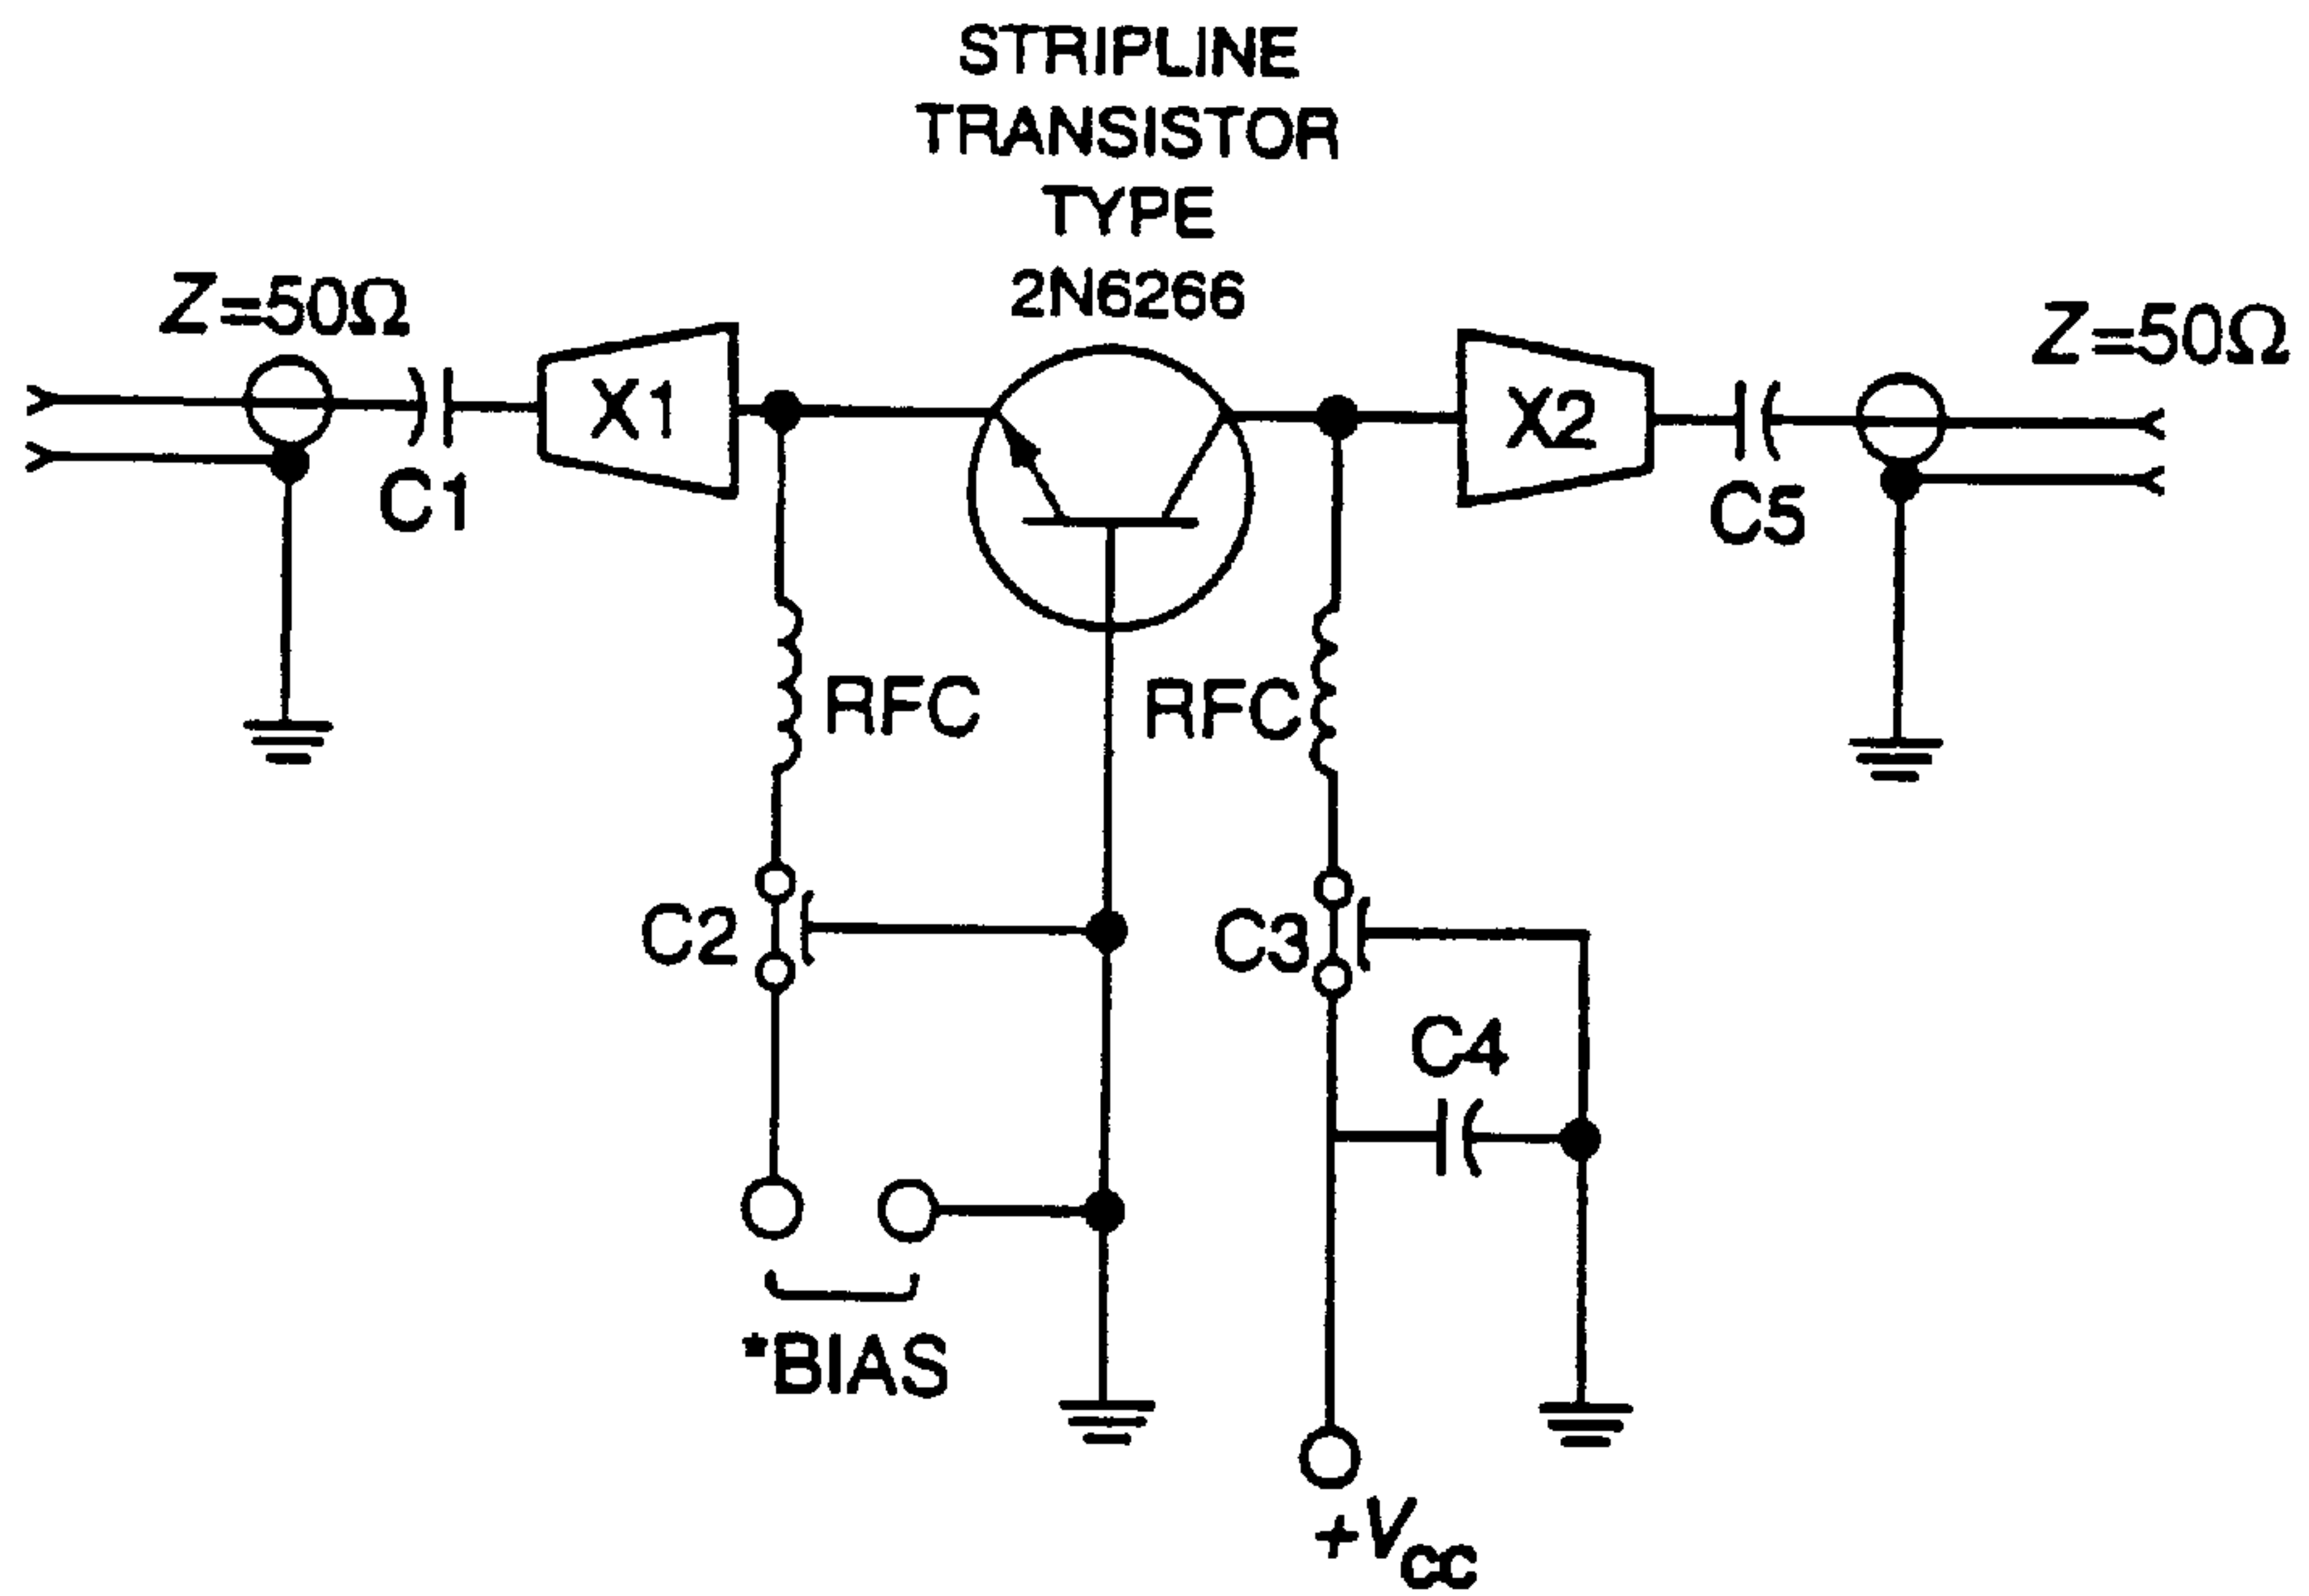 STRIPLINE
TRANSISTOR
TYPE
2N6266
Z=50Ω
Z=50Ω
X1
X2
C1
C5
RFC
RFC
C2
C3
C4
*BIAS
+VCC